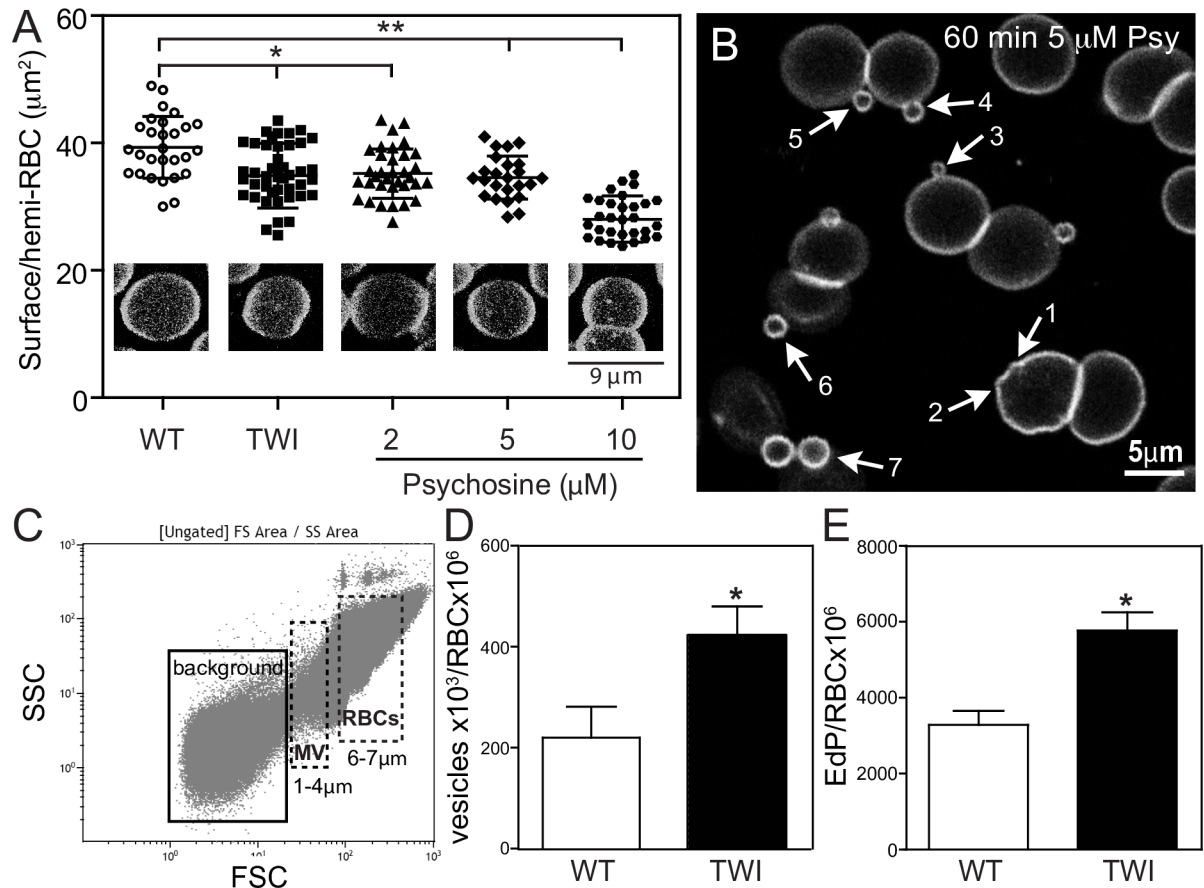 A
60
40
20
0
Surface/hemi-RBC (μm²)
*
**
9 μm
WT
TWI
2
5
10
Psychosine (μM)
B
60 min 5 μM Psy
5
4
3
6
1
2
7
5μm
C
[Ungated] FS Area / SS Area
10³
10²
10¹
10⁰
SSC
background
MV
1-4μm
RBCs
6-7μm
10⁰
10¹
10²
10³
FSC
D
600
400
200
0
vesicles x10³/RBCx10⁶
*
WT
TWI
E
8000
6000
4000
2000
0
EdP/RBCx10⁶
*
WT
TWI